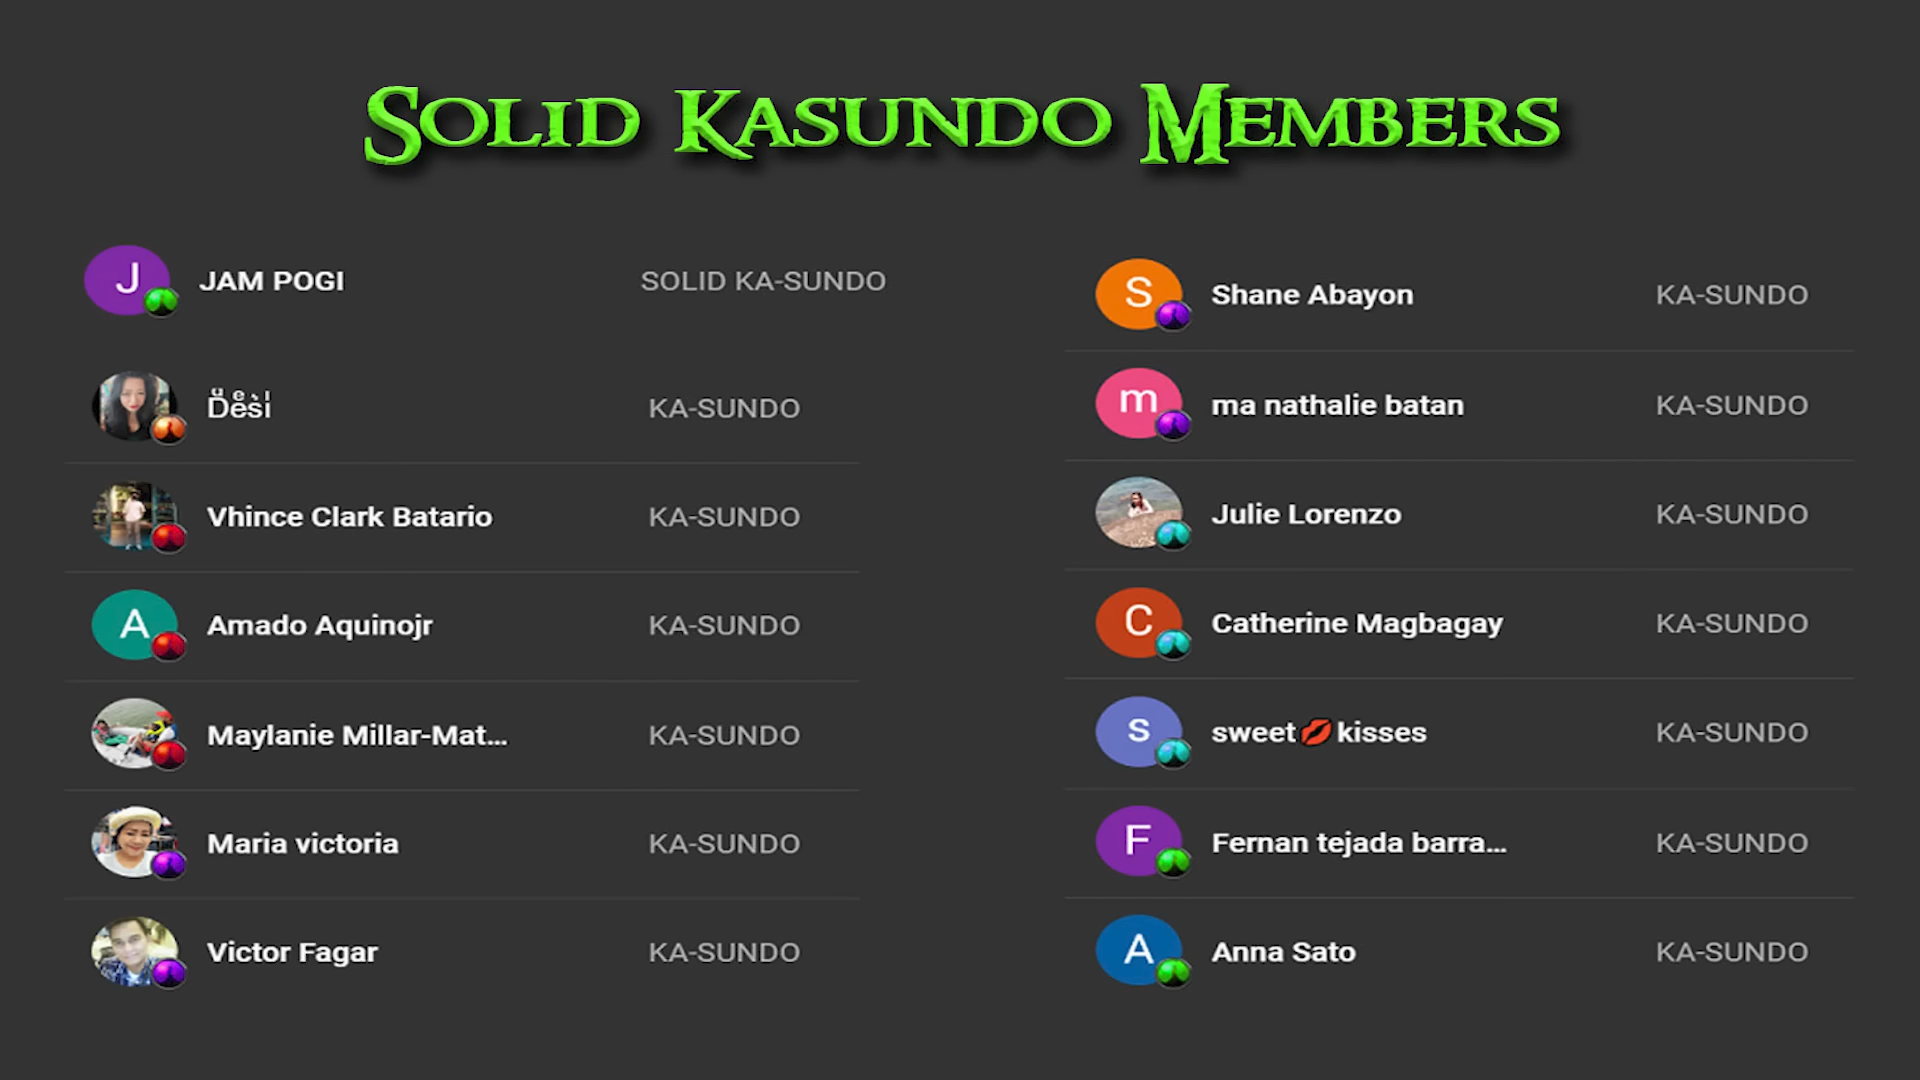 Solid Kasundo Members
J JAM POGI SOLID KA-SUNDO
KA-SUNDO
Vhince Clark Batario KA-SUNDO
A Amado Aquinojr KA-SUNDO
Maylanie Millar-Mat... KA-SUNDO
Maria victoria KA-SUNDO
Victor Fagar KA-SUNDO
S Shane Abayon KA-SUNDO
m ma nathalie batan KA-SUNDO
Julie Lorenzo KA-SUNDO
C Catherine Magbagay KA-SUNDO
s sweet💋kisses KA-SUNDO
F Fernan tejada barra... KA-SUNDO
A Anna Sato KA-SUNDO